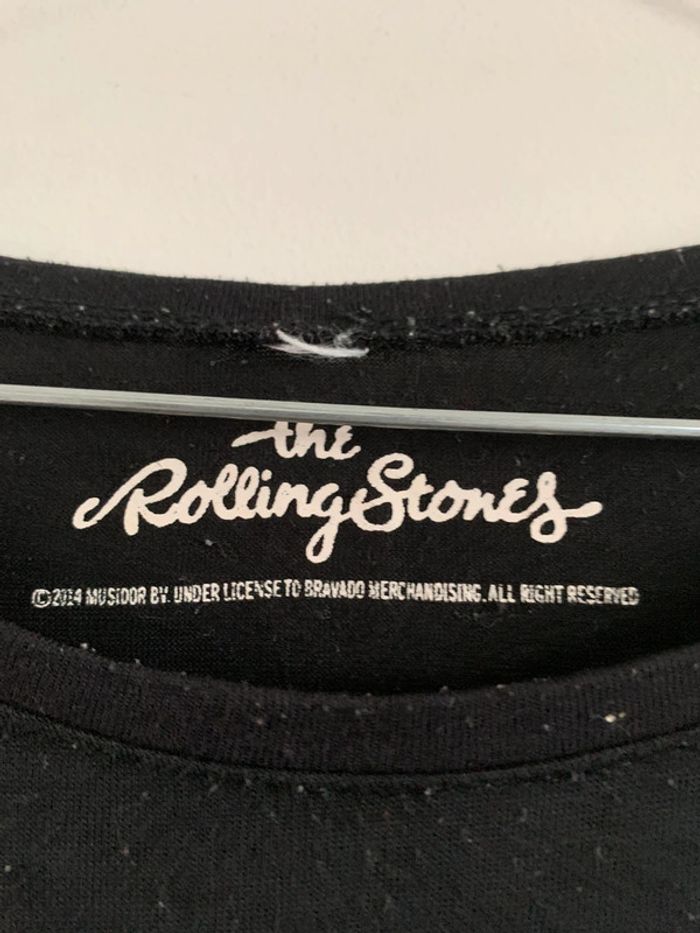 the
Rolling Stones
©2014 MUSIDOR BV. UNDER LICENSE TO BRAVADO MERCHANDISING. ALL RIGHT RESERVED